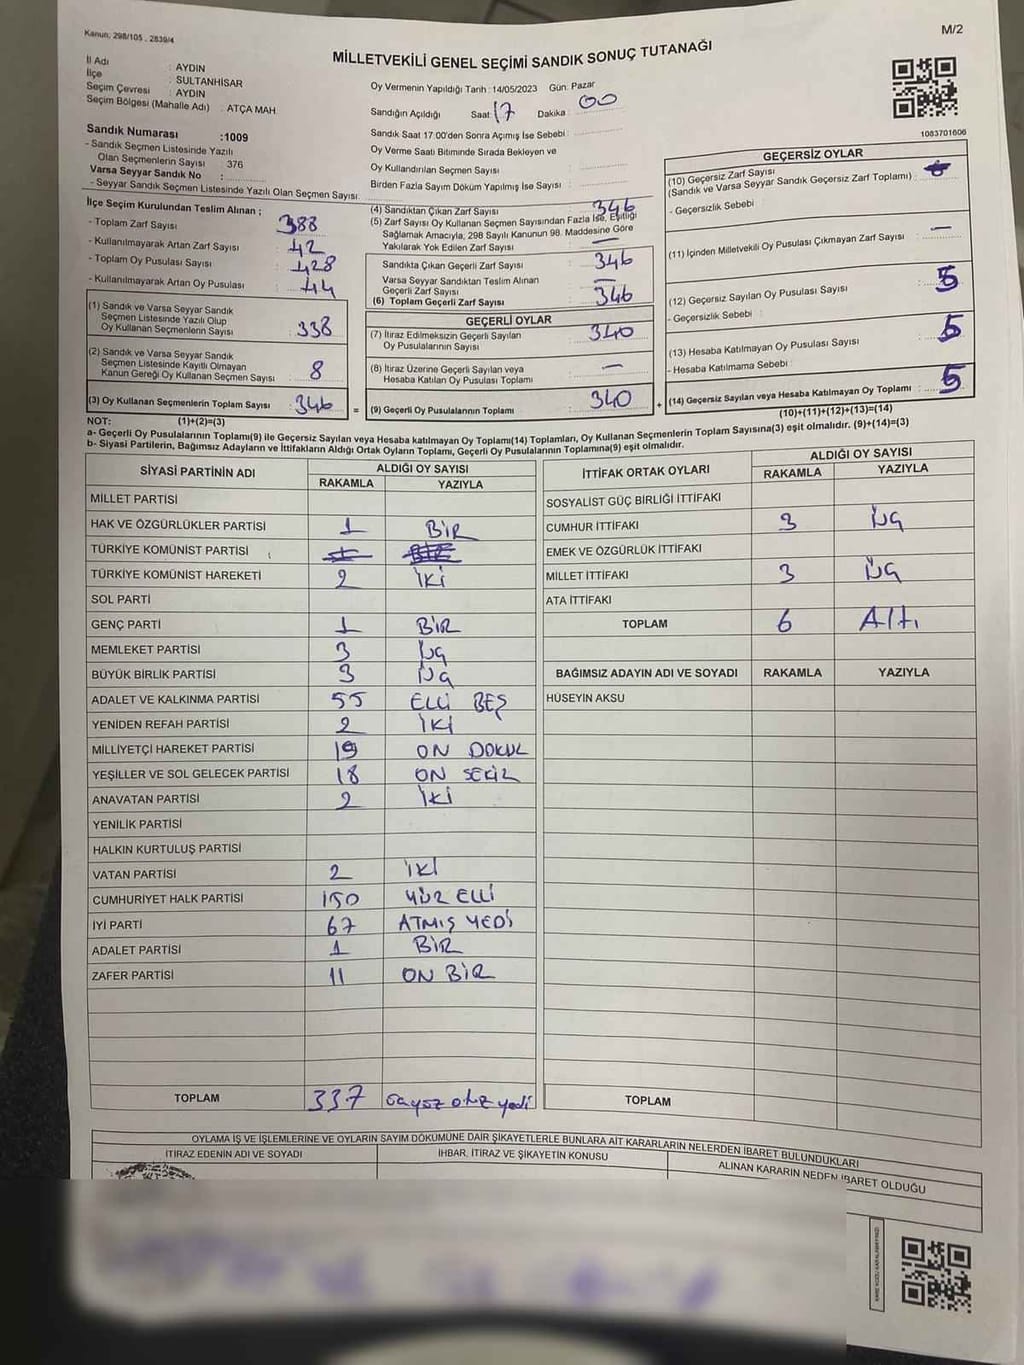 Kanun, 298/105 . 2839/4
M/2
MİLLETVEKİLİ GENEL SEÇİMİ SANDIK SONUÇ TUTANAĞI
İl Adı : AYDIN
İlçe : SULTANHİSAR
Seçim Çevresi : AYDIN
Seçim Bölgesi (Mahalle Adı) : ATÇA MAH.
Sandık Numarası :1009
- Sandık Seçmen Listesinde Yazılı
Olan Seçmenlerin Sayısı : 376
Varsa Seyyar Sandık No :
- Seyyar Sandık Seçmen Listesinde Yazılı Olan Seçmen Sayısı:
Oy Vermenin Yapıldığı Tarih :14/05/2023 Gün: Pazar
Sandığın Açıldığı Saat: 17 Dakika : 00
Sandık Saat 17.00'den Sonra Açımış İse Sebebi :
Oy Verme Saati Bitiminde Sırada Bekleyen ve
Oy Kullandırılan Seçmen Sayısı :
Birden Fazla Sayım Döküm Yapılmış İse Sayısı :
1063701606
İlçe Seçim Kurulundan Teslim Alınan ;
- Toplam Zarf Sayısı : 388
- Kullanılmayarak Artan Zarf Sayısı : 42
- Toplam Oy Pusulası Sayısı : 428
- Kullanılmayarak Artan Oy Pusulası : 44
(1) Sandık ve Varsa Seyyar Sandık
Seçmen Listesinde Yazılı Olup
Oy Kullanan Seçmenlerin Sayısı : 338
(2) Sandık ve Varsa Seyyar Sandık
Seçmen Listesinde Kayıtlı Olmayan
Kanun Gereği Oy Kullanan Seçmen Sayısı : 8
(3) Oy Kullanan Seçmenlerin Toplam Sayısı : 346
(1)+(2)=(3)
(4) Sandıktan Çıkan Zarf Sayısı : 346
(5) Zarf Sayısı Oy Kullanan Seçmen Sayısından Fazla İse, Eşitliği
Sağlamak Amacıyla, 298 Sayılı Kanunun 98. Maddesine Göre
Yakılarak Yok Edilen Zarf Sayısı : —
Sandıkta Çıkan Geçerli Zarf Sayısı : 346
Varsa Seyyar Sandıktan Teslim Alınan
Geçerli Zarf Sayısı : —
(6) Toplam Geçerli Zarf Sayısı : 346
GEÇERLİ OYLAR
(7) İtiraz Edilmeksizin Geçerli Sayılan
Oy Pusulalarının Sayısı : 340
(8) İtiraz Üzerine Geçerli Sayılan veya
Hesaba Katılan Oy Pusulası Toplamı : —
= (9) Geçerli Oy Pusulalarının Toplamı : 340 +
GEÇERSİZ OYLAR
(10) Geçersiz Zarf Sayısı
(Sandık ve Varsa Seyyar Sandık Geçersiz Zarf Toplamı) :
- Geçersizlik Sebebi :
(11) İçinden Milletvekili Oy Pusulası Çıkmayan Zarf Sayısı : —
(12) Geçersiz Sayılan Oy Pusulası Sayısı : 5
- Geçersizlik Sebebi :
(13) Hesaba Katılmayan Oy Pusulası Sayısı : 5
- Hesaba Katılmama Sebebi :
(14) Geçersiz Sayılan veya Hesaba Katılmayan Oy Toplamı : 5
(10)+(11)+(12)+(13)=(14)
NOT:
a- Geçerli Oy Pusulalarının Toplamı(9) ile Geçersiz Sayılan veya Hesaba katılmayan Oy Toplamı(14) Toplamları, Oy Kullanan Seçmenlerin Toplam Sayısına(3) eşit olmalıdır. (9)+(14)=(3)
b- Siyasi Partilerin, Bağımsız Adayların ve İttifakların Aldığı Ortak Oyların Toplamı, Geçerli Oy Pusulalarının Toplamına(9) eşit olmalıdır.
SİYASİ PARTİNİN ADI ALDIĞI OY SAYISI
RAKAMLA YAZIYLA
MİLLET PARTİSİ
HAK VE ÖZGÜRLÜKLER PARTİSİ 1 BİR
TÜRKİYE KOMÜNİST PARTİSİ
TÜRKİYE KOMÜNİST HAREKETİ 2 İKİ
SOL PARTİ
GENÇ PARTİ 1 BİR
MEMLEKET PARTİSİ 3 Üç
BÜYÜK BİRLİK PARTİSİ 3 Üç
ADALET VE KALKINMA PARTİSİ 55 ELLİ BEŞ
YENİDEN REFAH PARTİSİ 2 İKİ
MİLLİYETÇİ HAREKET PARTİSİ 19 ON DOKUZ
YEŞİLLER VE SOL GELECEK PARTİSİ 18 ON SEKİZ
ANAVATAN PARTİSİ 2 İKİ
YENİLİK PARTİSİ
HALKIN KURTULUŞ PARTİSİ
VATAN PARTİSİ 2 İKİ
CUMHURİYET HALK PARTİSİ 150 YÜZ ELLİ
İYİ PARTİ 67 ATMIŞ YEDİ
ADALET PARTİSİ 1 BİR
ZAFER PARTİSİ 11 ON BİR
TOPLAM 337 üçyüz otuz yedi
İTTİFAK ORTAK OYLARI ALDIĞI OY SAYISI
RAKAMLA YAZIYLA
SOSYALİST GÜÇ BİRLİĞİ İTTİFAKI
CUMHUR İTTİFAKI 3 Üç
EMEK VE ÖZGÜRLÜK İTTİFAKI
MİLLET İTTİFAKI 3 Üç
ATA İTTİFAKI
TOPLAM 6 Altı
BAĞIMSIZ ADAYIN ADI VE SOYADI RAKAMLA YAZIYLA
HÜSEYİN AKSU
TOPLAM
OYLAMA İŞ VE İŞLEMLERİNE VE OYLARIN SAYIM DÖKÜMÜNE DAİR ŞİKAYETLERLE BUNLARA AİT KARARLARIN NELERDEN İBARET BULUNDUKLARI
İTİRAZ EDENİN ADI VE SOYADI İHBAR, İTİRAZ VE ŞİKAYETİN KONUSU ALINAN KARARIN NEDEN İBARET OLDUĞU